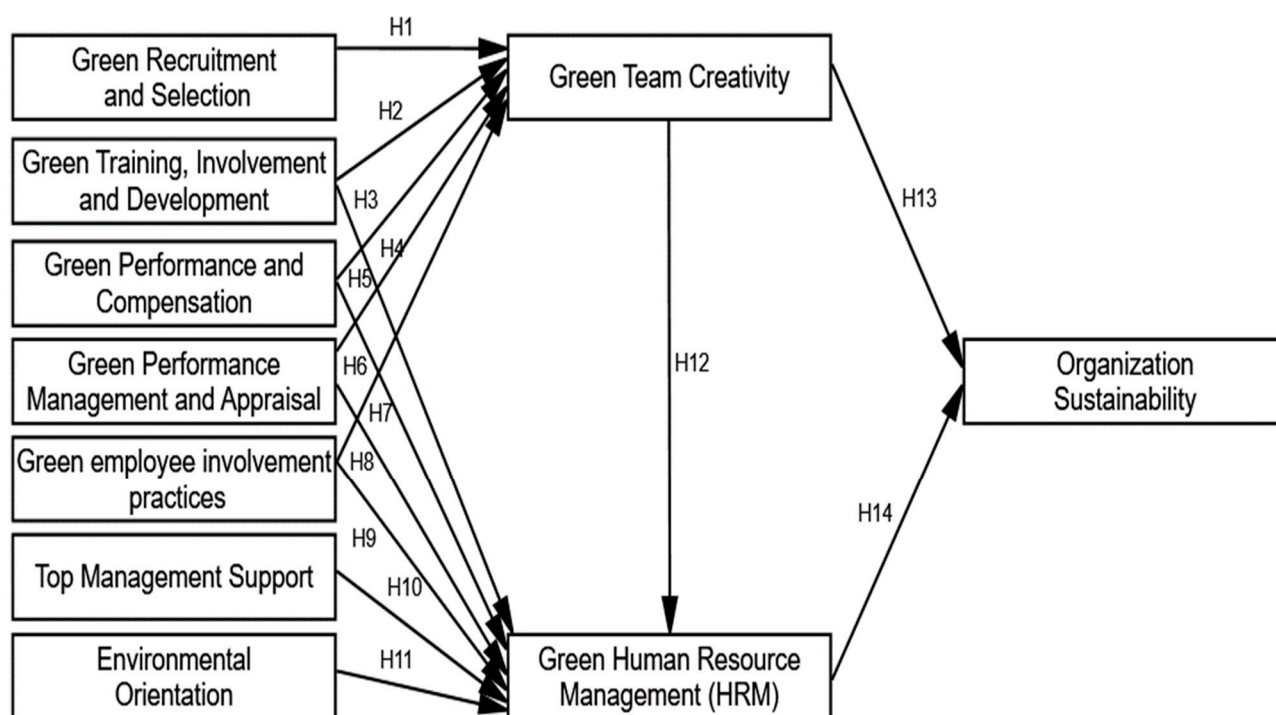 Green Recruitment
and Selection
Green Training, Involvement
and Development
Green Performance and
Compensation
Green Performance
Management and Appraisal
Green employee involvement
practices
Top Management Support
Environmental
Orientation
H1
H2
H3
H4
H5
H6
H7
H8
H9
H10
H11
Green Team Creativity
H12
Green Human Resource
Management (HRM)
H13
H14
Organization
Sustainability